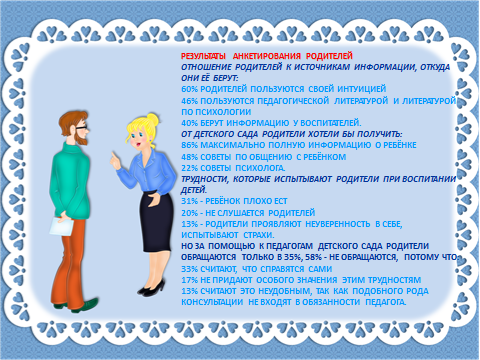 РЕЗУЛЬТАТЫ АНКЕТИРОВАНИЯ РОДИТЕЛЕЙ
ОТНОШЕНИЕ РОДИТЕЛЕЙ К ИСТОЧНИКАМ ИНФОРМАЦИИ, ОТКУДА
ОНИ ЕЁ БЕРУТ:
60% РОДИТЕЛЕЙ ПОЛЬЗУЮТСЯ СВОЕЙ ИНТУИЦИЕЙ
46% ПОЛЬЗУЮТСЯ ПЕДАГОГИЧЕСКОЙ ЛИТЕРАТУРОЙ И ЛИТЕРАТУРОЙ
ПО ПСИХОЛОГИИ
40% БЕРУТ ИНФОРМАЦИЮ У ВОСПИТАТЕЛЕЙ.
ОТ ДЕТСКОГО САДА РОДИТЕЛИ ХОТЕЛИ БЫ ПОЛУЧИТЬ:
86% МАКСИМАЛЬНО ПОЛНУЮ ИНФОРМАЦИЮ О РЕБЁНКЕ
48% СОВЕТЫ ПО ОБЩЕНИЮ С РЕБЁНКОМ
22% СОВЕТЫ ПСИХОЛОГА.
ТРУДНОСТИ, КОТОРЫЕ ИСПЫТЫВАЮТ РОДИТЕЛИ ПРИ ВОСПИТАНИИ
ДЕТЕЙ.
31% - РЕБЁНОК ПЛОХО ЕСТ
20% - НЕ СЛУШАЕТСЯ РОДИТЕЛЕЙ
13% - РОДИТЕЛИ ПРОЯВЛЯЮТ НЕУВЕРЕННОСТЬ В СЕБЕ,
ИСПЫТЫВАЮТ СТРАХИ.
НО ЗА ПОМОЩЬЮ К ПЕДАГОГАМ ДЕТСКОГО САДА РОДИТЕЛИ
ОБРАЩАЮТСЯ ТОЛЬКО В 35%, 58% - НЕ ОБРАЩАЮТСЯ, ПОТОМУ ЧТО
33% СЧИТАЮТ, ЧТО СПРАВЯТСЯ САМИ
17% НЕ ПРИДАЮТ ОСОБОГО ЗНАЧЕНИЯ ЭТИМ ТРУДНОСТЯМ
13% СЧИТАЮТ ЭТО НЕУДОБНЫМ, ТАК КАК ПОДОБНОГО РОДА
КОНСУЛЬТАЦИИ НЕ ВХОДЯТ В ОБЯЗАННОСТИ ПЕДАГОГА.